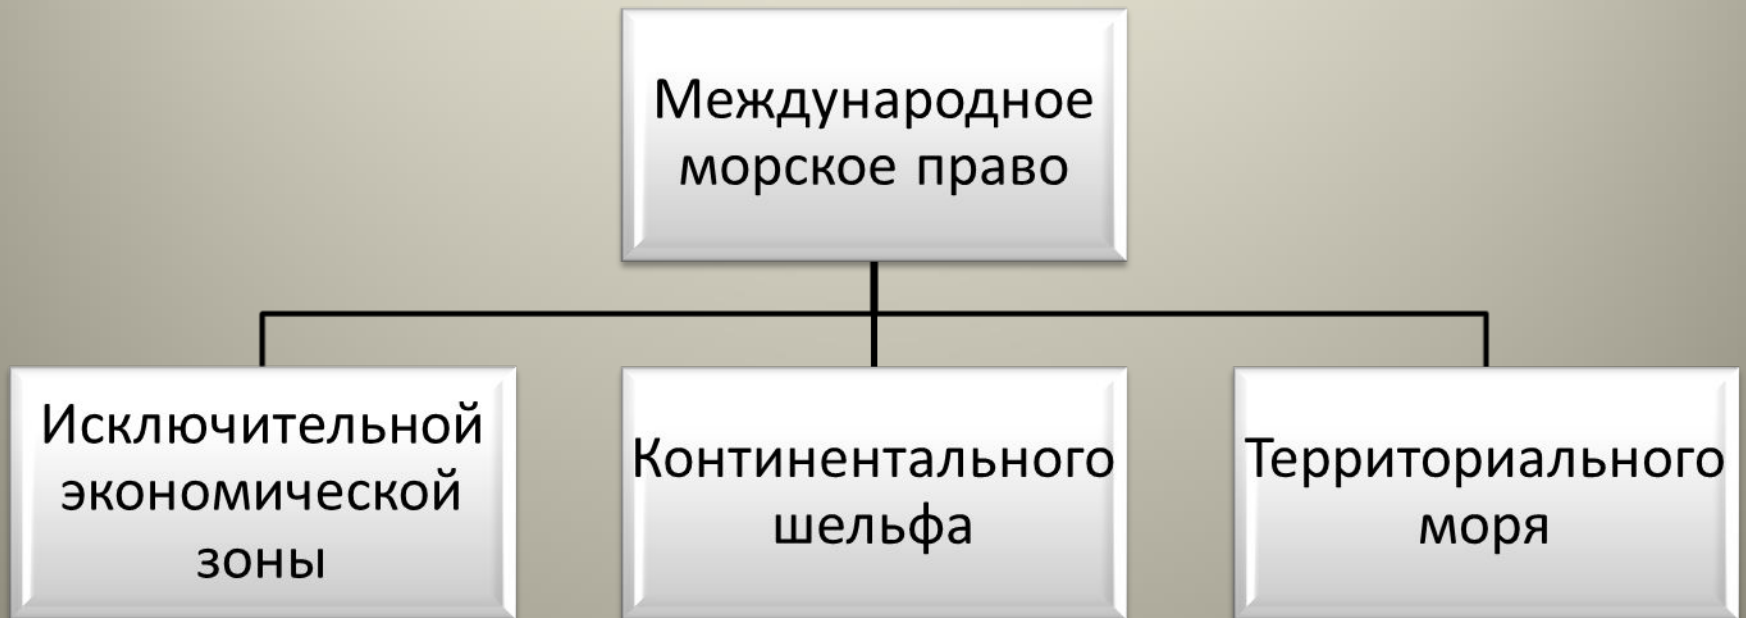 Международное
морское право
Исключительной
экономической
зоны
Континентального
шельфа
Территориального
моря